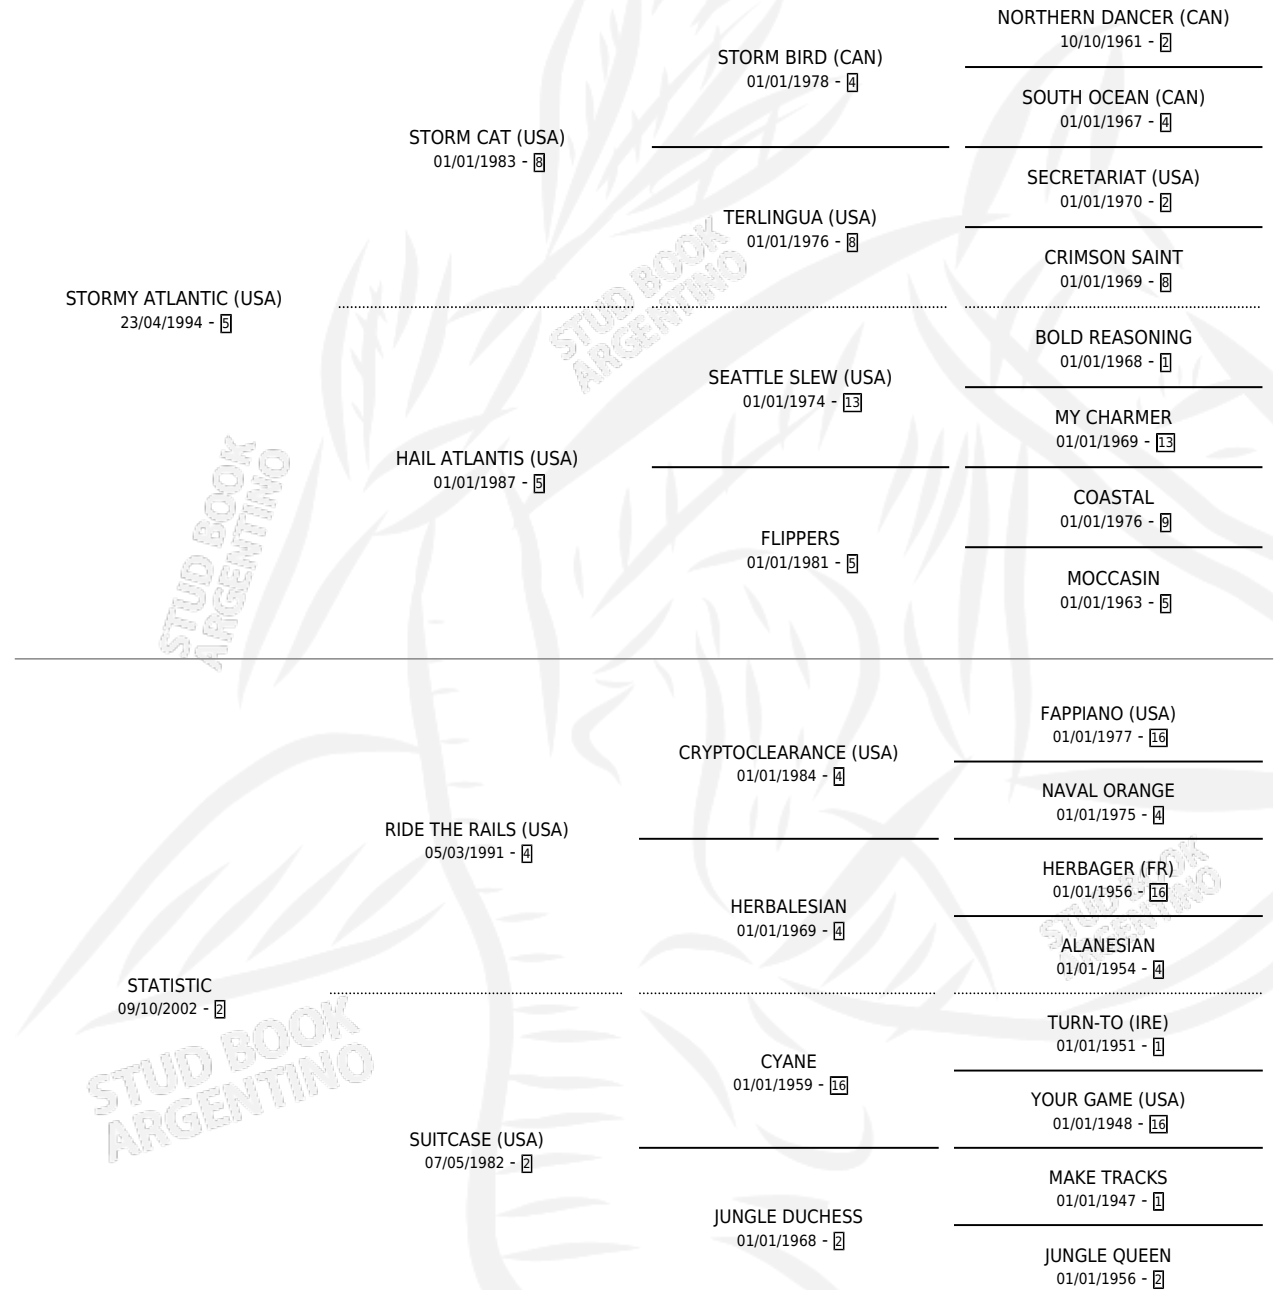 NORTHERN DANCER (CAN)
10/10/1961 - 2
STORM BIRD (CAN)
01/01/1978 - 4
SOUTH OCEAN (CAN)
01/01/1967 - 4
STORM CAT (USA)
01/01/1983 - 8
SECRETARIAT (USA)
01/01/1970 - 2
TERLINGUA (USA)
01/01/1976 - 8
CRIMSON SAINT
01/01/1969 - 8
STORMY ATLANTIC (USA)
23/04/1994 - 5
BOLD REASONING
01/01/1968 - 1
SEATTLE SLEW (USA)
01/01/1974 - 13
MY CHARMER
01/01/1969 - 13
HAIL ATLANTIS (USA)
01/01/1987 - 5
COASTAL
01/01/1976 - 9
FLIPPERS
01/01/1981 - 5
MOCCASIN
01/01/1963 - 5
STUD BOOK
ARGENTINO
STUD BOOK
ARGENTINO
FAPPIANO (USA)
01/01/1977 - 16
CRYPTOCLEARANCE (USA)
01/01/1984 - 4
NAVAL ORANGE
01/01/1975 - 4
RIDE THE RAILS (USA)
05/03/1991 - 4
HERBAGER (FR)
01/01/1956 - 16
HERBALESIAN
01/01/1969 - 4
ALANESIAN
01/01/1954 - 4
STATISTIC
09/10/2002 - 2
TURN-TO (IRE)
01/01/1951 - 1
CYANE
01/01/1959 - 16
YOUR GAME (USA)
01/01/1948 - 16
SUITCASE (USA)
07/05/1982 - 2
MAKE TRACKS
01/01/1947 - 1
JUNGLE DUCHESS
01/01/1968 - 2
JUNGLE QUEEN
01/01/1956 - 2
STUD BOOK
ARGENTINO
STUD BOOK
ARGENTINO